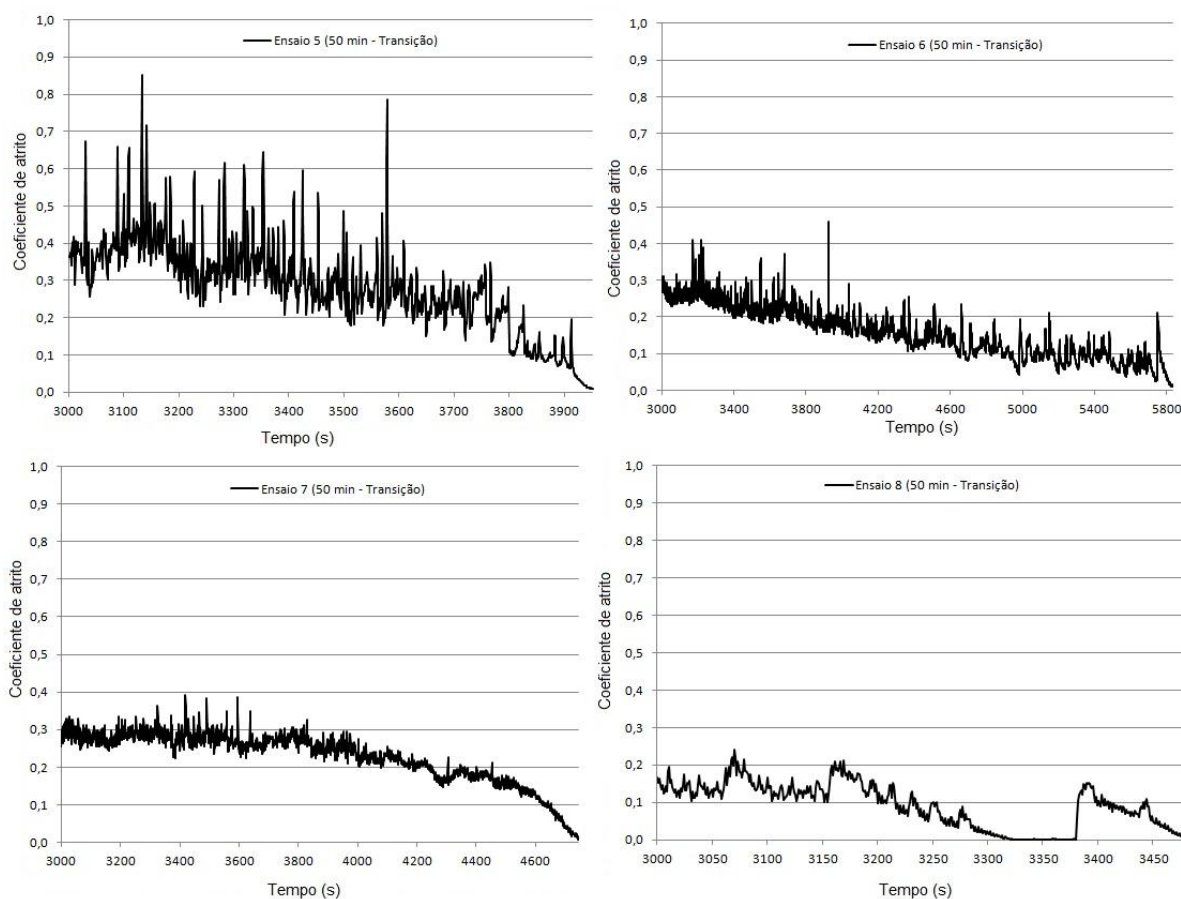 1,0
Ensaio 5 (50 min - Transição)
0,9
0,8
0,7
0,6
0,5
0,4
0,3
0,2
0,1
0,0
Coeficiente de atrito
3000 3100 3200 3300 3400 3500 3600 3700 3800 3900
Tempo (s)
1,0
Ensaio 6 (50 min - Transição)
0,9
0,8
0,7
0,6
0,5
0,4
0,3
0,2
0,1
0,0
Coeficiente de atrito
3000 3400 3800 4200 4600 5000 5400 5800
Tempo (s)
1,0
Ensaio 7 (50 min - Transição)
0,9
0,8
0,7
0,6
0,5
0,4
0,3
0,2
0,1
0,0
Coeficiente de atrito
3000 3200 3400 3600 3800 4000 4200 4400 4600
Tempo (s)
1,0
Ensaio 8 (50 min - Transição)
0,9
0,8
0,7
0,6
0,5
0,4
0,3
0,2
0,1
0,0
Coeficiente de atrito
3000 3050 3100 3150 3200 3250 3300 3350 3400 3450
Tempo (s)